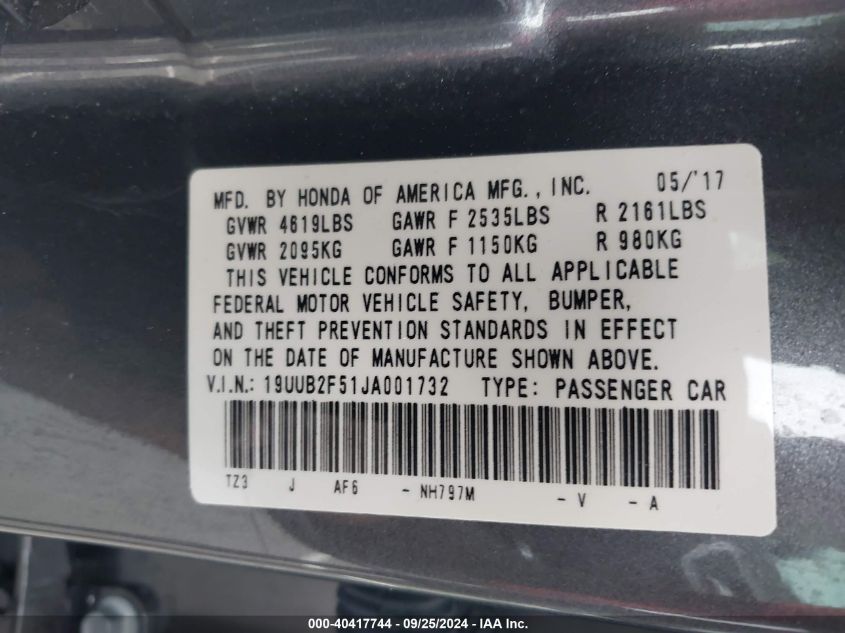 MFD. BY HONDA OF AMERICA MFG., INC. 05/'17
GVWR 4619LBS GAWR F 2535LBS R 2161LBS
GVWR 2095KG GAWR F 1150KG R 980KG
THIS VEHICLE CONFORMS TO ALL APPLICABLE
FEDERAL MOTOR VEHICLE SAFETY, BUMPER,
AND THEFT PREVENTION STANDARDS IN EFFECT
ON THE DATE OF MANUFACTURE SHOWN ABOVE.
V.I.N.: 19UUB2F51JA001732 TYPE: PASSENGER CAR
TZ3 J AF6 - NH797M - V - A
000-40417744 - 09/25/2024 - IAA